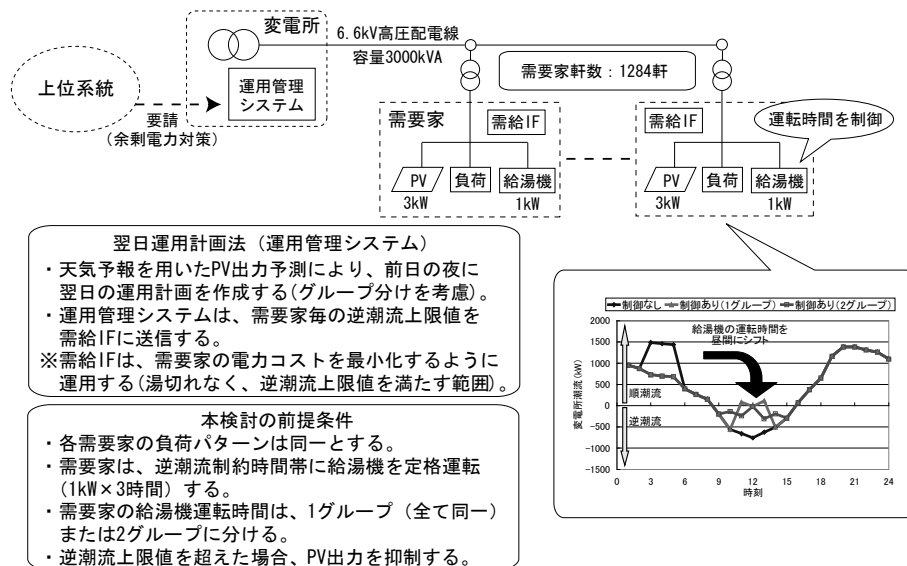 変電所
6.6kV高圧配電線
容量3000kVA
上位系統
運用管理
システム
要請
(余剰電力対策)
需要家軒数：1284軒
需要家
需給IF
PV
負荷
給湯機
3kW
1kW
需給IF
運転時間を制御
PV
負荷
給湯機
3kW
1kW
翌日運用計画法（運用管理システム）
・天気予報を用いたPV出力予測により、前日の夜に
翌日の運用計画を作成する(グループ分けを考慮)。
・運用管理システムは、需要家毎の逆潮流上限値を
需給IFに送信する。
※需給IFは、需要家の電力コストを最小化するように
運用する(湯切れなく、逆潮流上限値を満たす範囲)。
本検討の前提条件
・各需要家の負荷パターンは同一とする。
・需要家は、逆潮流制約時間帯に給湯機を定格運転
(1kW×3時間) する。
・需要家の給湯機運転時間は、1グループ（全て同一）
または2グループに分ける。
・逆潮流上限値を超えた場合、PV出力を抑制する。
制御なし 制御あり(1グループ) 制御あり(2グループ)
給湯機の運転時間を
昼間にシフト
順潮流
逆潮流
変電所潮流(kW)
2000
1500
1000
500
0
-500
-1000
-1500
0 3 6 9 12 15 18 21 24
時刻